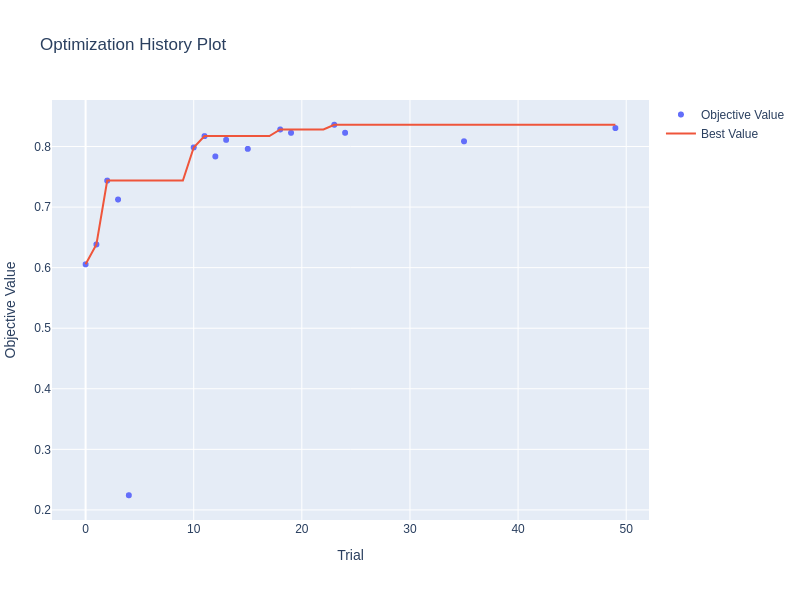 Optimization History Plot
Objective Value
Best Value
0.8
0.7
0.6
0.5
0.4
0.3
0.2
Objective Value
0
10
20
30
40
50
Trial